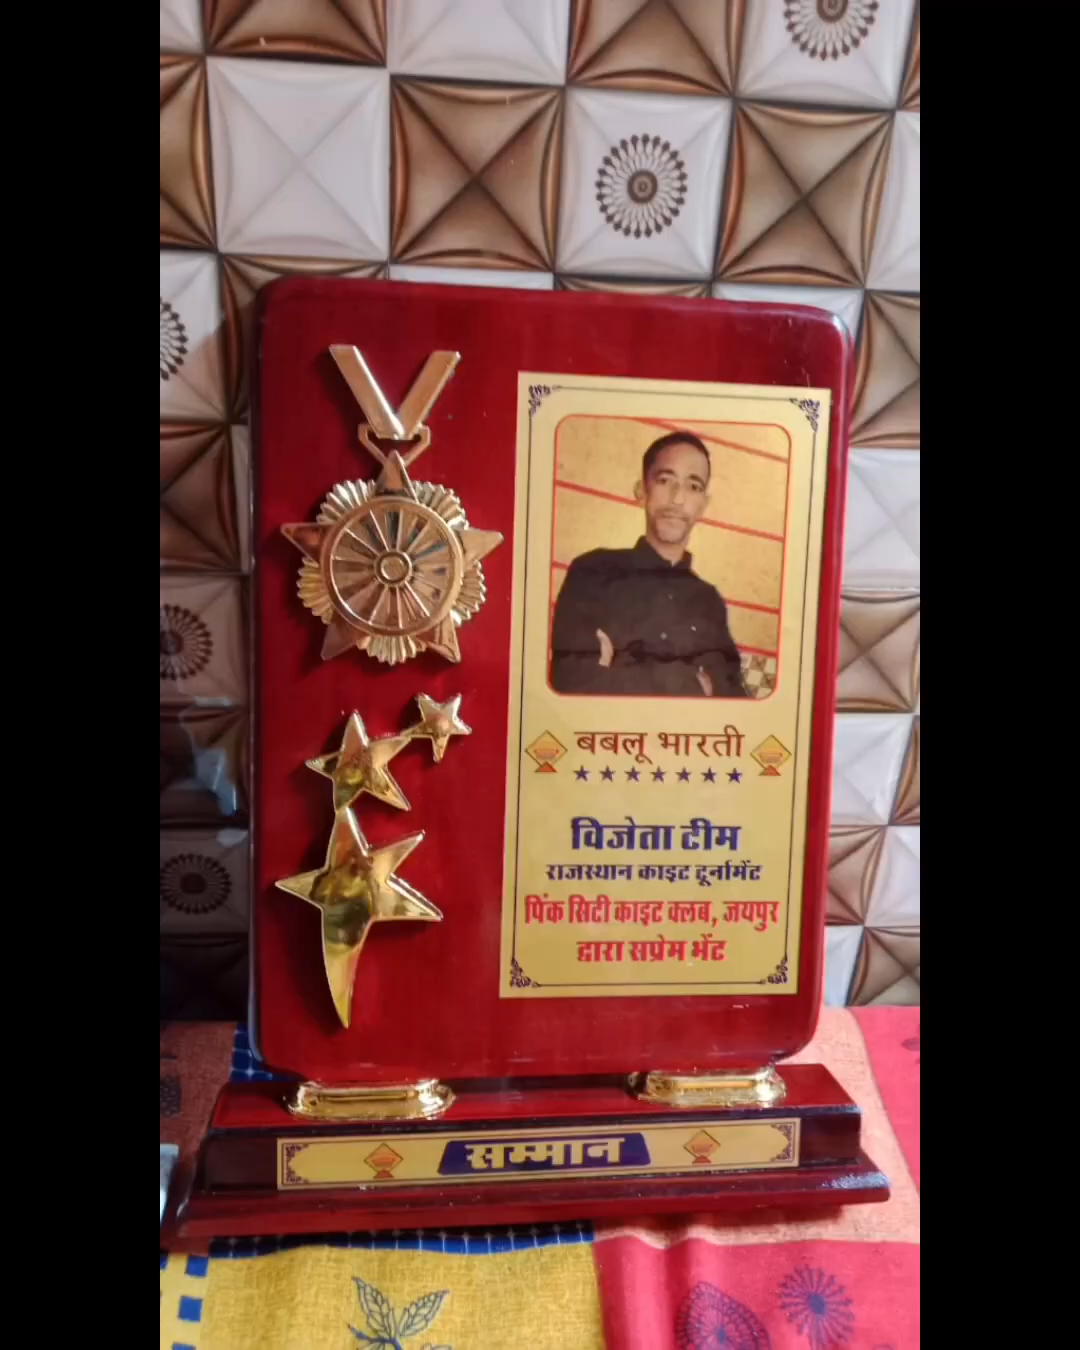 बबलू भारती
विजेता टीम
राजस्थान काइट टूर्नामेंट
पिंक सिटी काइट क्लब, जयपुर
द्वारा सप्रेम भेंट
सम्मान